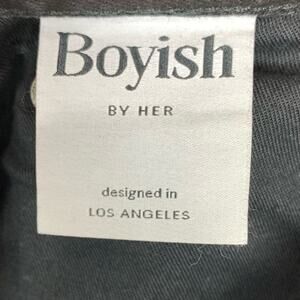 Boyish
BY HER
designed in
LOS ANGELES